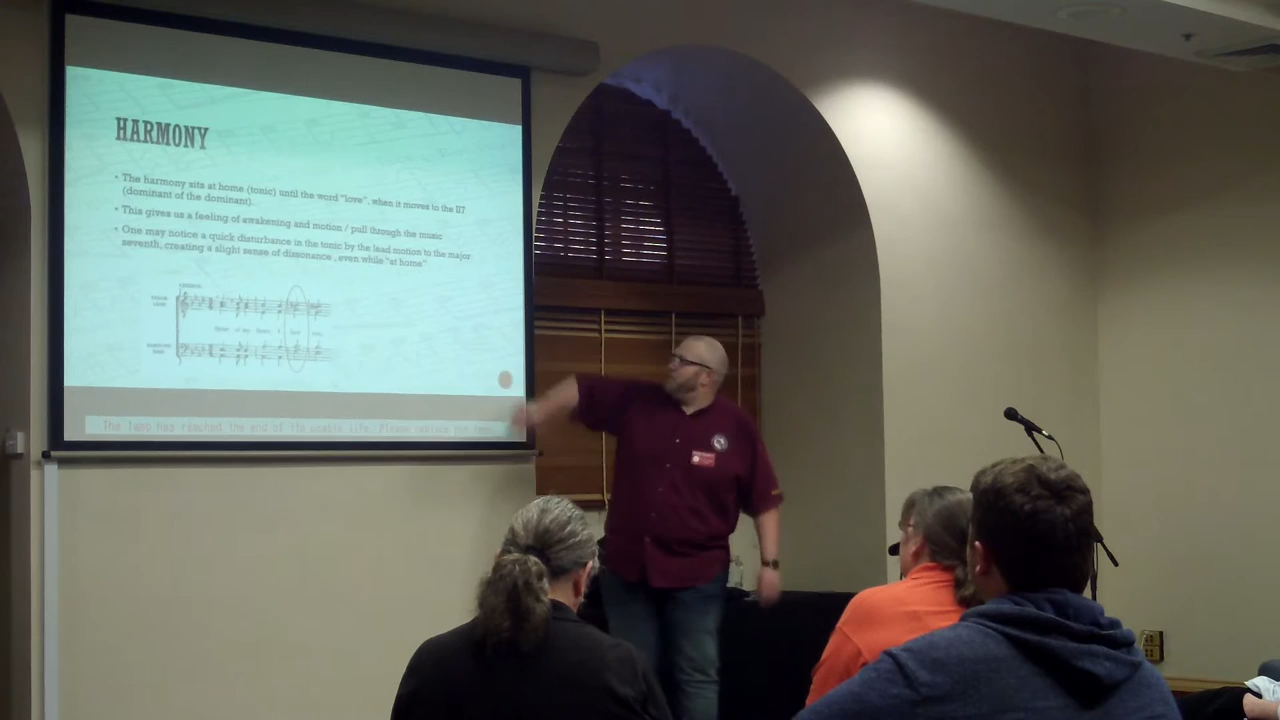 HARMONY
• The harmony sits at home (tonic) until the word "love", when it moves to the II7
(dominant of the dominant).
• This gives us a feeling of awakening and motion / pull through the music
• One may notice a quick disturbance in the tonic by the lead motion to the major
seventh, creating a slight sense of dissonance , even while "at home"
The lamp has reached the end of its usable life. Please replace the